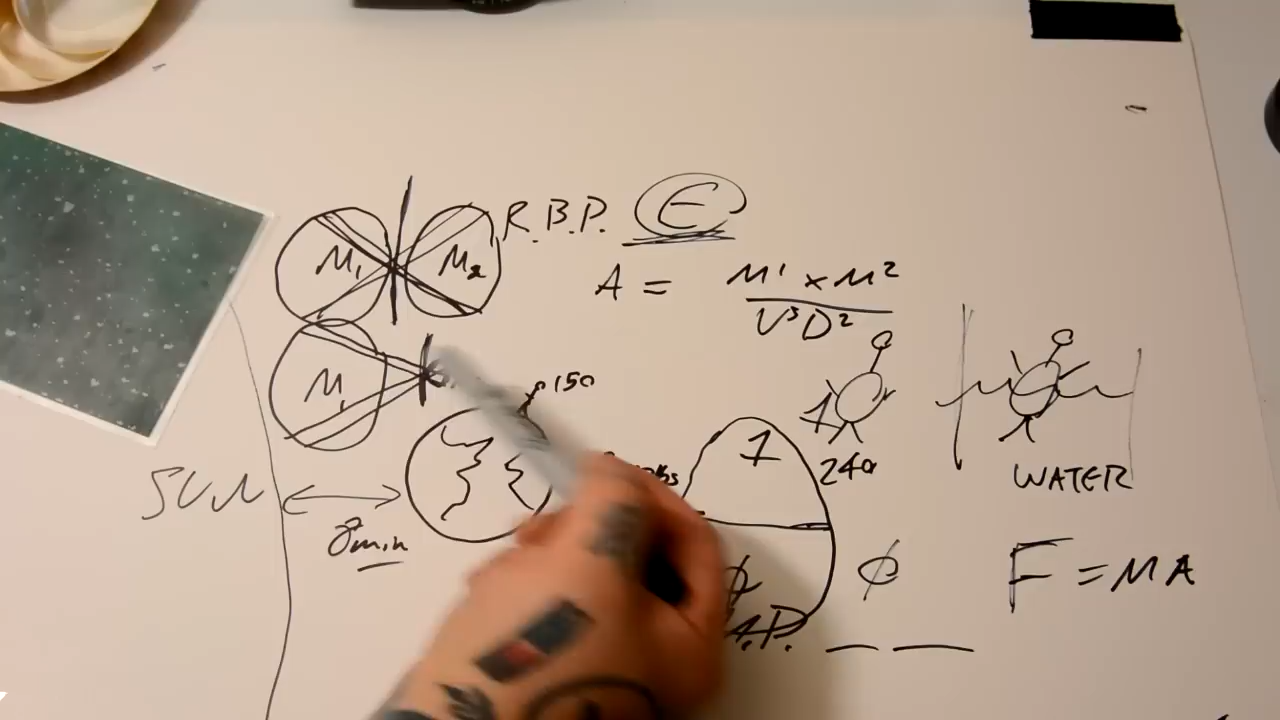 R.B.P. E
M₁ M₂
A = M¹ x M²
V³D²
M₁
150
1
240
WATER
SUN
8min
F = MA
φ